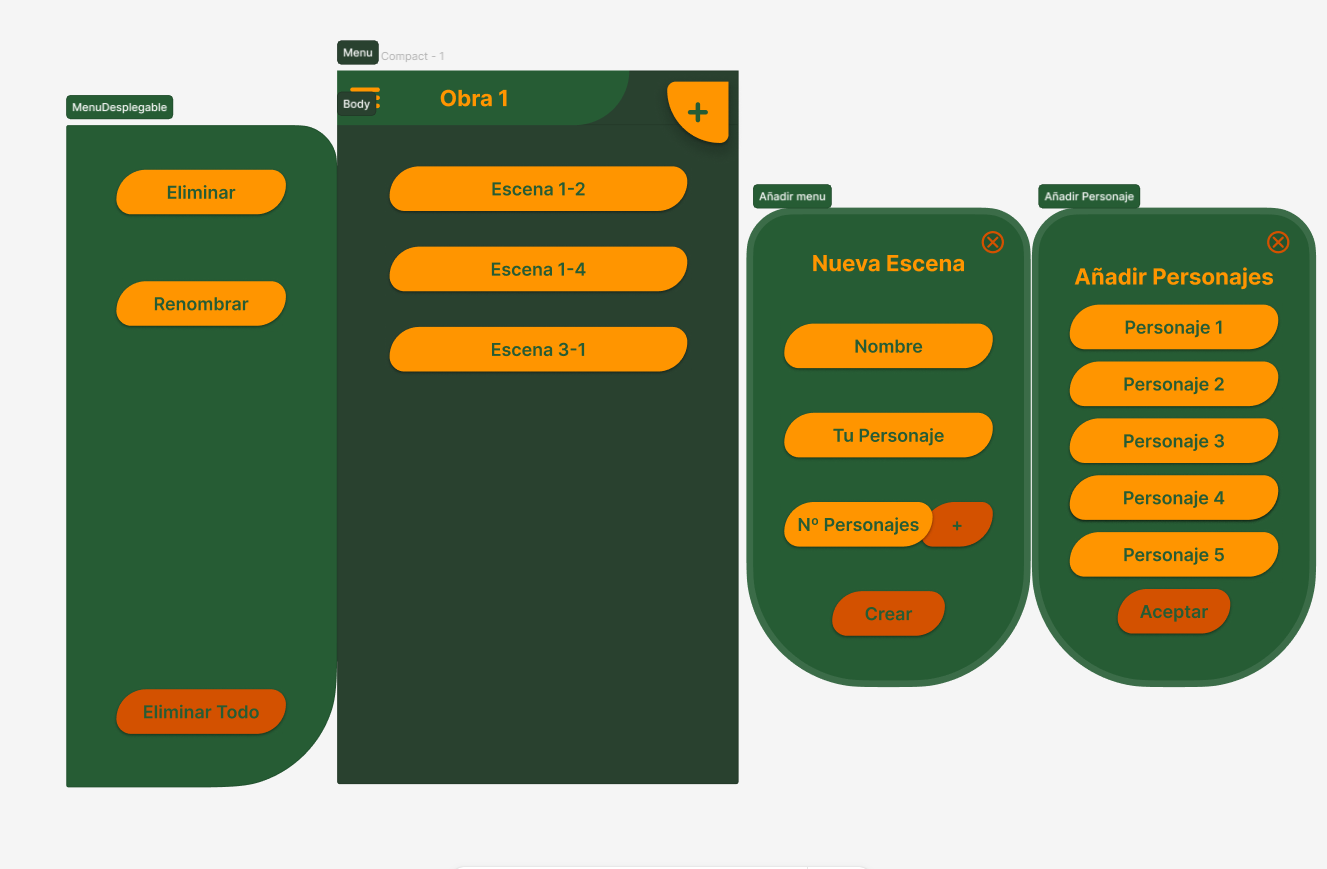 Menu
Compact - 1
MenuDesplegable
Body
Obra 1
+
Eliminar
Renombrar
Eliminar Todo
Escena 1-2
Escena 1-4
Escena 3-1
Añadir menu
Nueva Escena
Nombre
Tu Personaje
Nº Personajes
+
Crear
Añadir Personaje
Añadir Personajes
Personaje 1
Personaje 2
Personaje 3
Personaje 4
Personaje 5
Aceptar